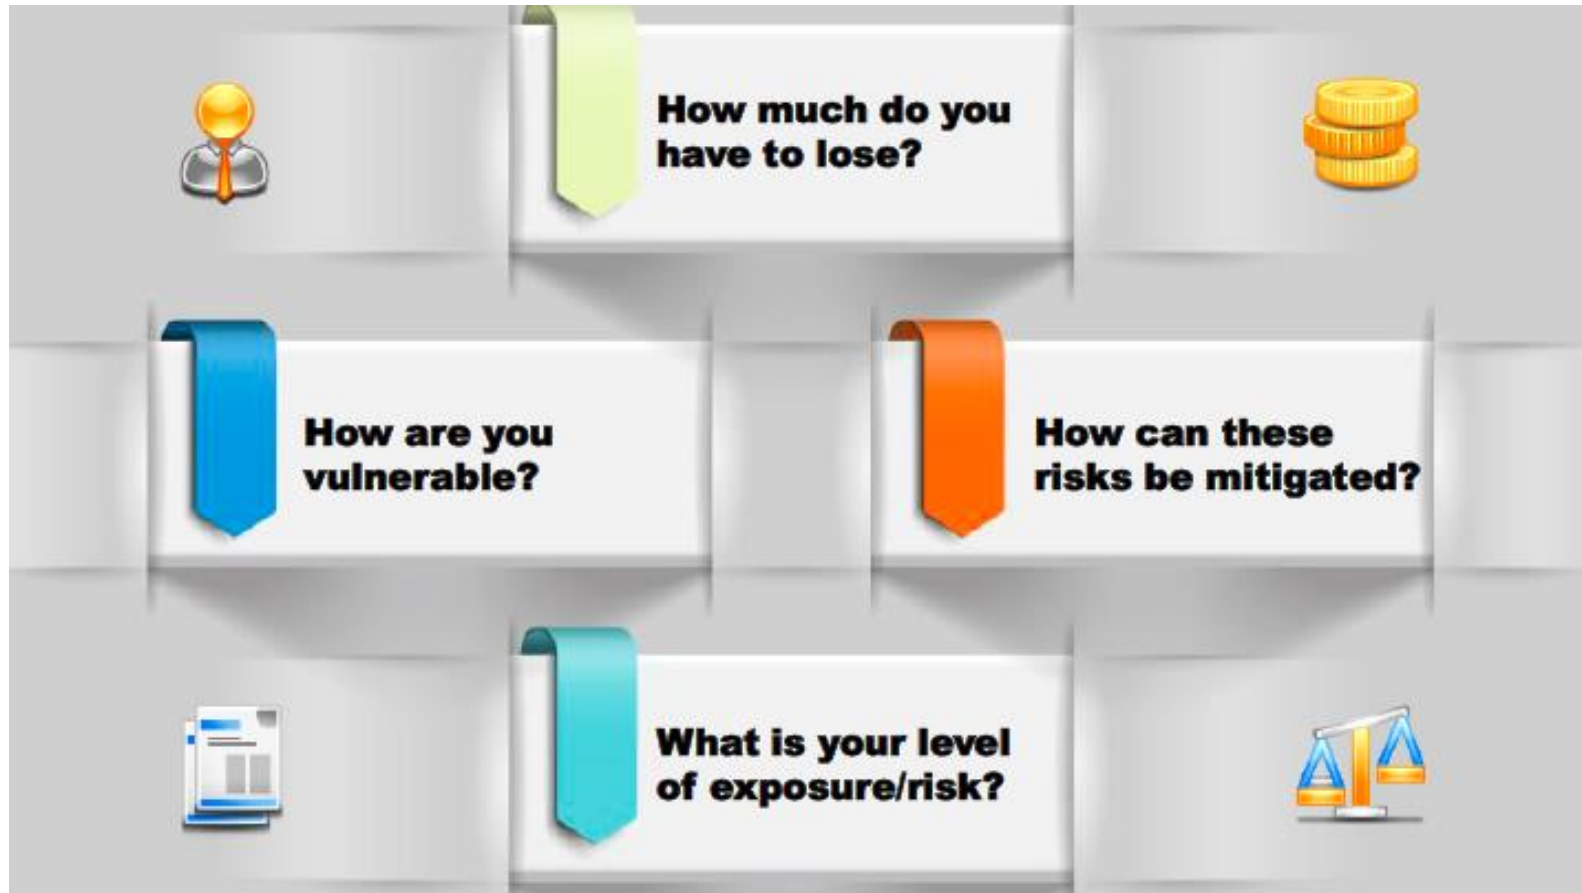 How much do you
have to lose?
How are you
vulnerable?
How can these
risks be mitigated?
What is your level
of exposure/risk?